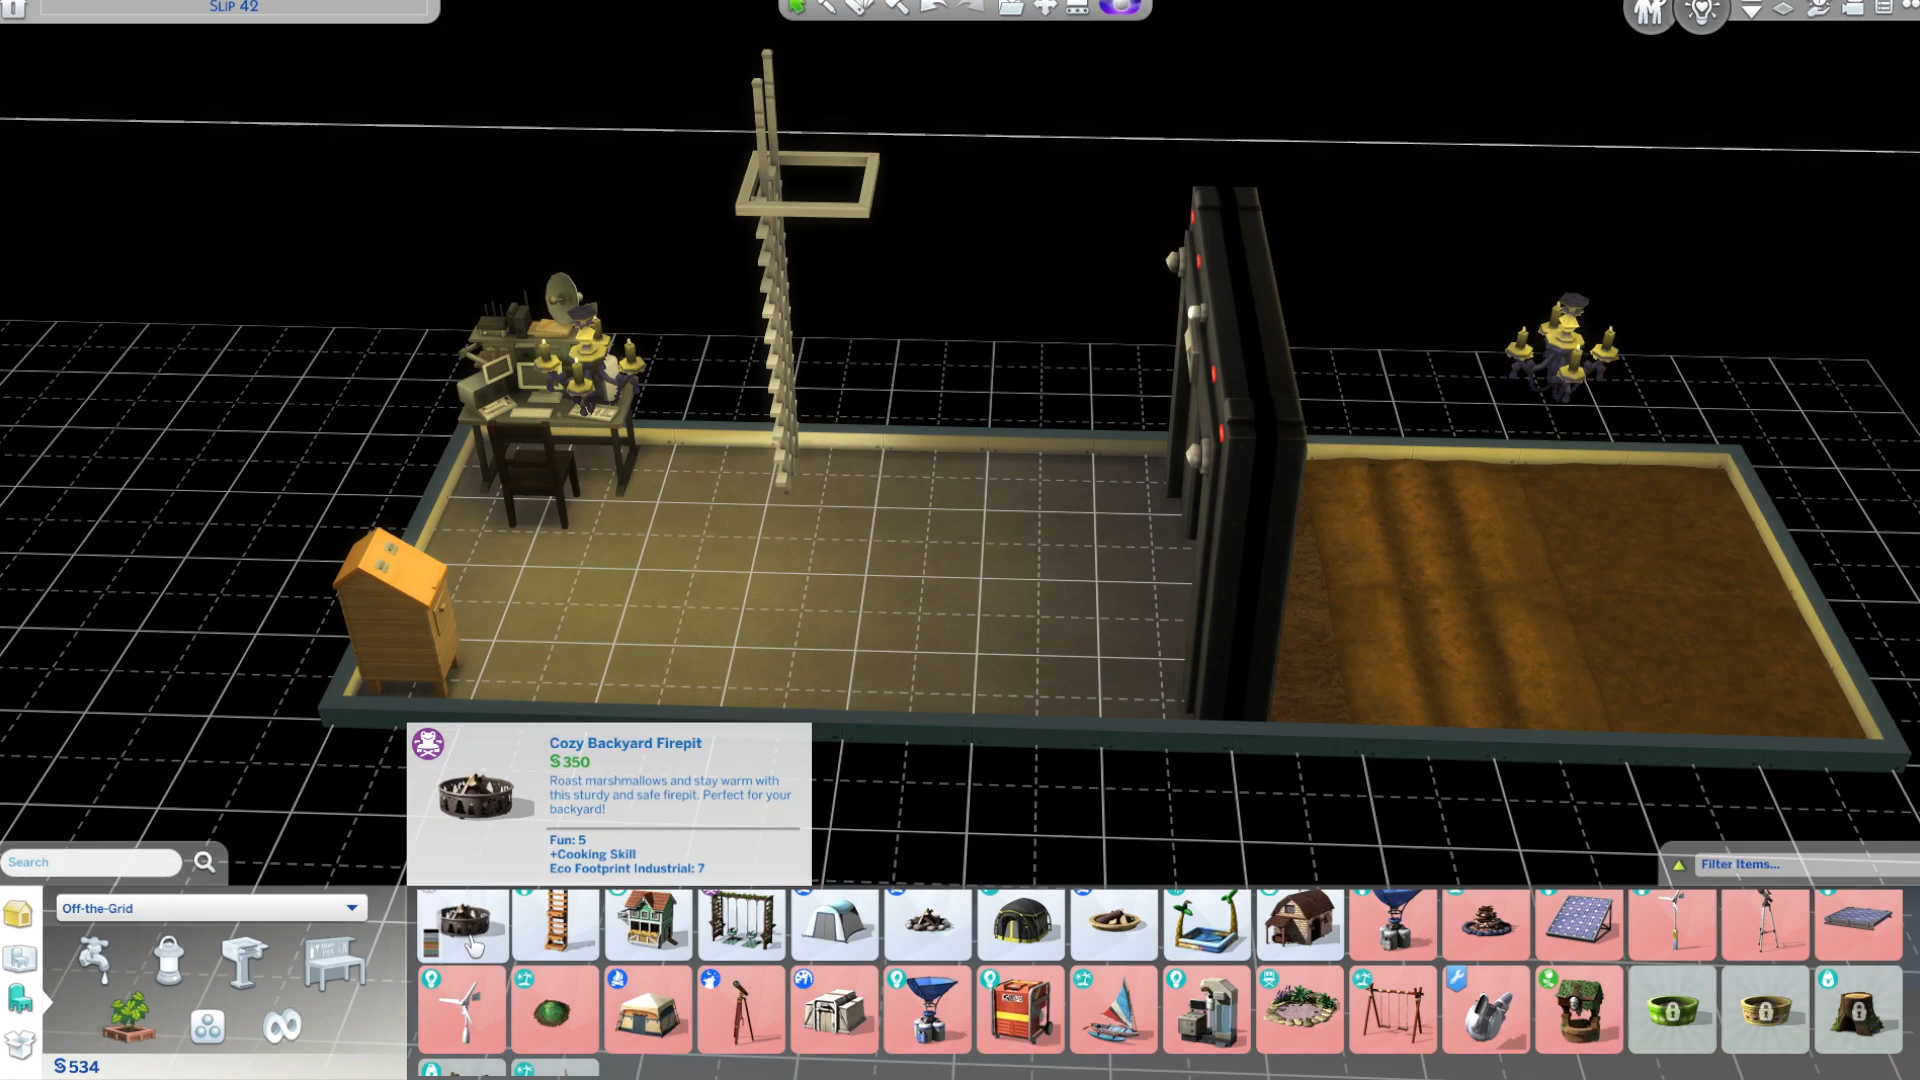 SLIP 42
Cozy Backyard Firepit
§350
Roast marshmallows and stay warm with
this sturdy and safe firepit. Perfect for your
backyard!
Fun: 5
+Cooking Skill
Eco Footprint Industrial: 7
Search
Filter Items...
Off-the-Grid
§534